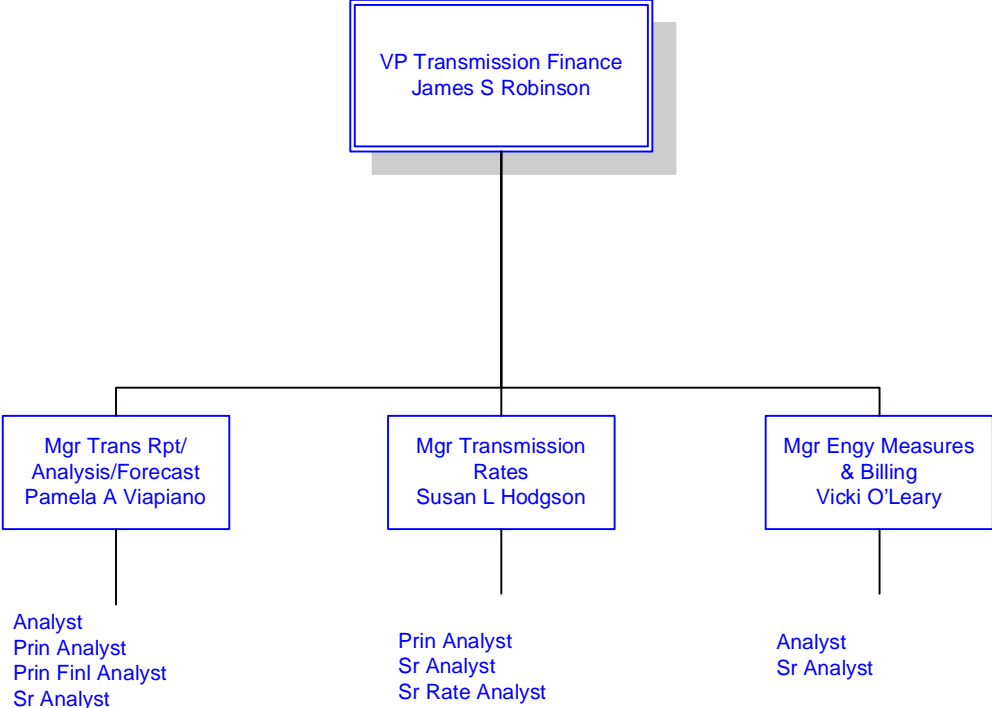 VP Transmission Finance
James S Robinson
Mgr Trans Rpt/
Analysis/Forecast
Pamela A Viapiano
Mgr Transmission
Rates
Susan L Hodgson
Mgr Engy Measures
& Billing
Vicki O'Leary
Analyst
Prin Analyst
Prin Finl Analyst
Sr Analyst
Prin Analyst
Sr Analyst
Sr Rate Analyst
Analyst
Sr Analyst